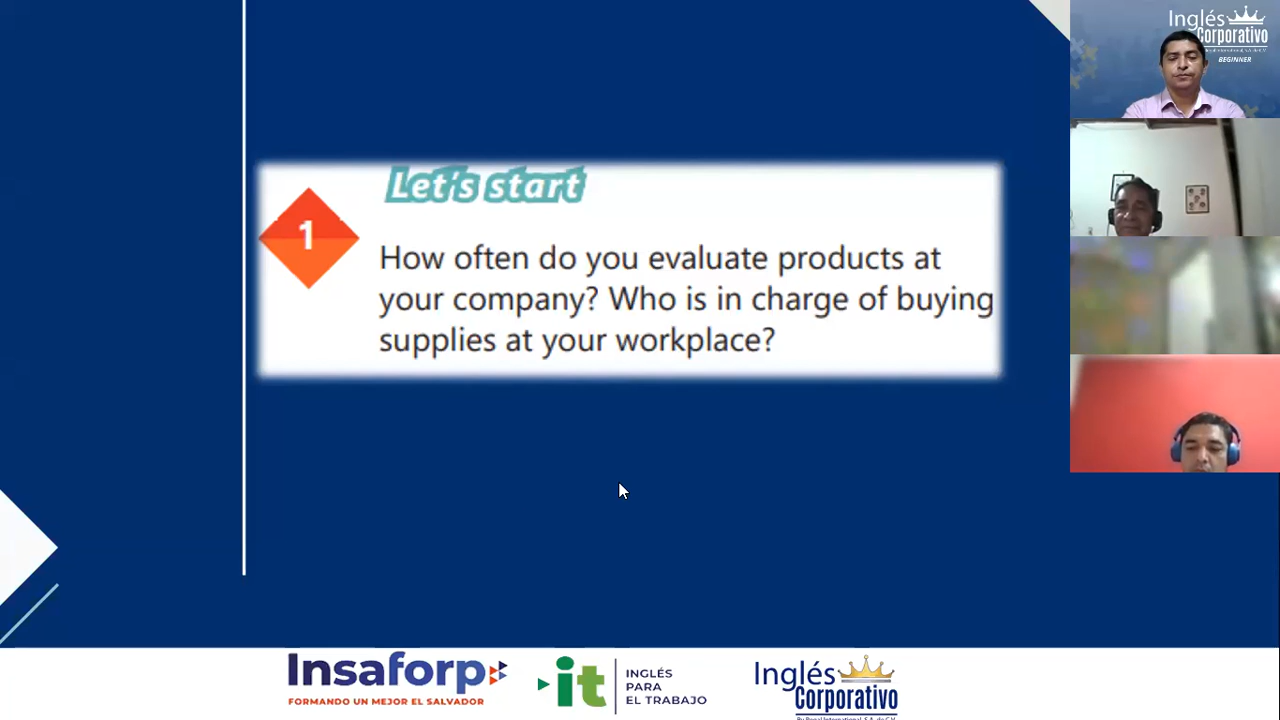 Let's start
1
How often do you evaluate products at
your company? Who is in charge of buying
supplies at your workplace?
Inglés
Corporativo
BEGINNER
Insaforp
FORMANDO UN MEJOR EL SALVADOR
it
INGLÉS
PARA
EL TRABAJO
Inglés
Corporativo